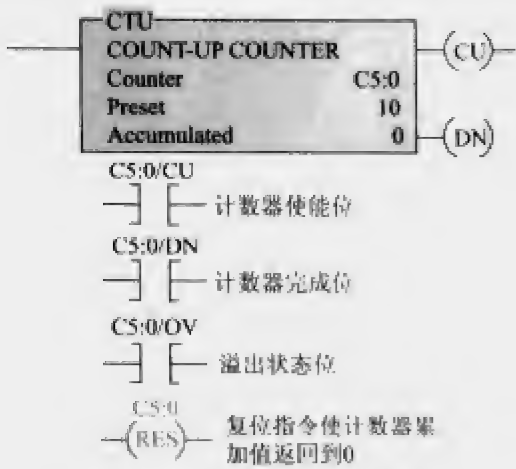 CTU
COUNT-UP COUNTER
(CU)
Counter C5:0
Preset 10
Accumulated 0
(DN)
C5:0/CU
计数器使能位
C5:0/DN
计数器完成位
C5:0/OV
溢出状态位
C5:0
(RES)
复位指令使计数器累
加值返回到0